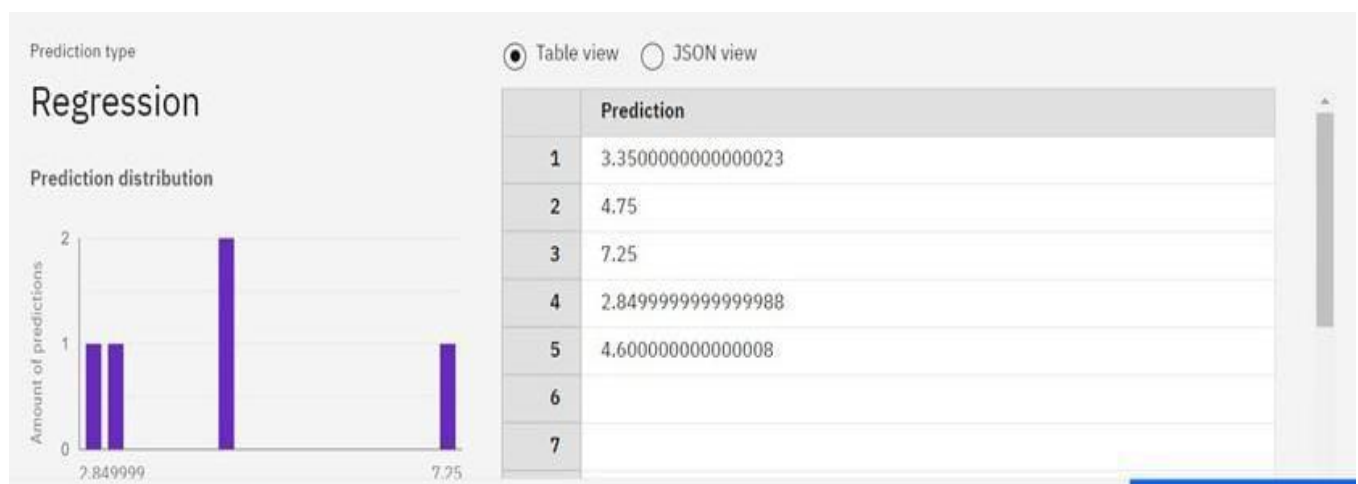 Prediction type
Regression
Prediction distribution
Amount of predictions
2
1
0
2.849999
7.25
Table view
JSON view
Prediction
1 3.3500000000000023
2 4.75
3 7.25
4 2.8499999999999988
5 4.600000000000008
6
7